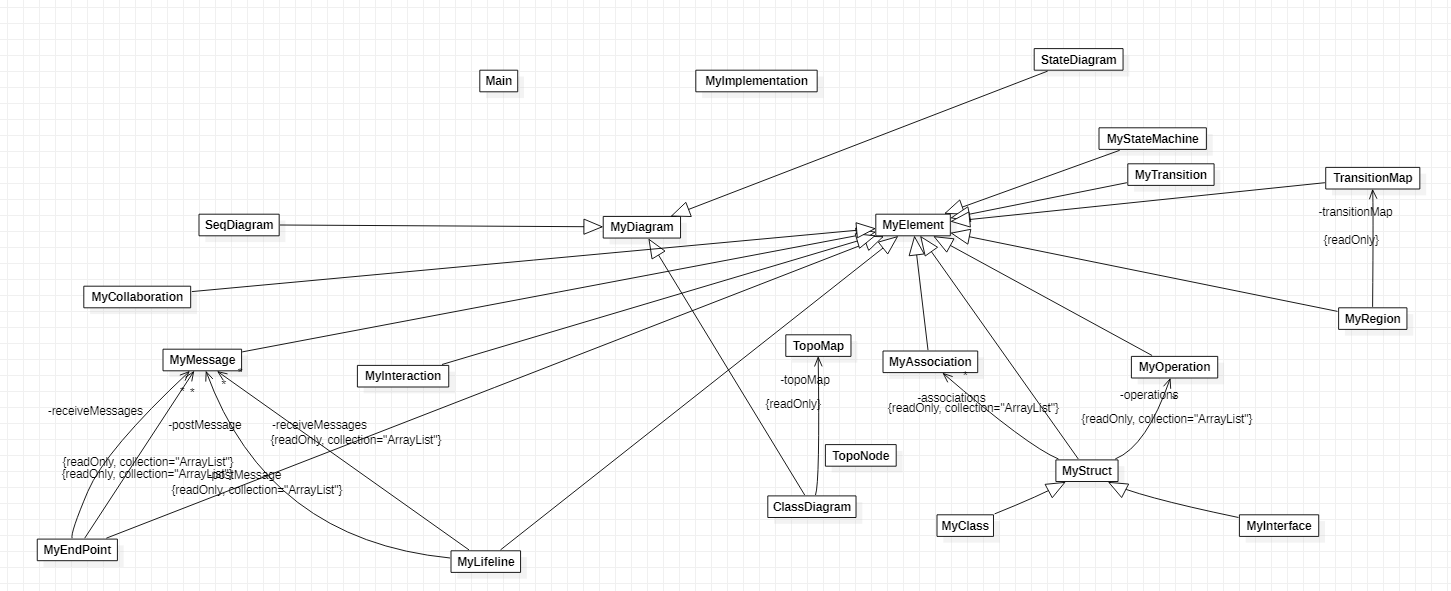 StateDiagram
Main
MyImplementation
MyStateMachine
MyTransition
TransitionMap
-transitionMap
SeqDiagram
MyDiagram
MyElement
{readOnly}
MyCollaboration
MyRegion
TopoMap
MyMessage
MyAssociation
MyOperation
MyInteraction
*
-topoMap
*
*
*
-operations
*
-associations
{readOnly}
{readOnly, collection="ArrayList"}
-receiveMessages
{readOnly, collection="ArrayList"}
-postMessage
-receiveMessages
{readOnly, collection="ArrayList"}
TopoNode
{readOnly, collection="ArrayList"}
{readOnly, collection="ArrayList"}
-postMessage
MyStruct
{readOnly, collection="ArrayList"}
ClassDiagram
MyClass
MyInterface
MyEndPoint
MyLifeline